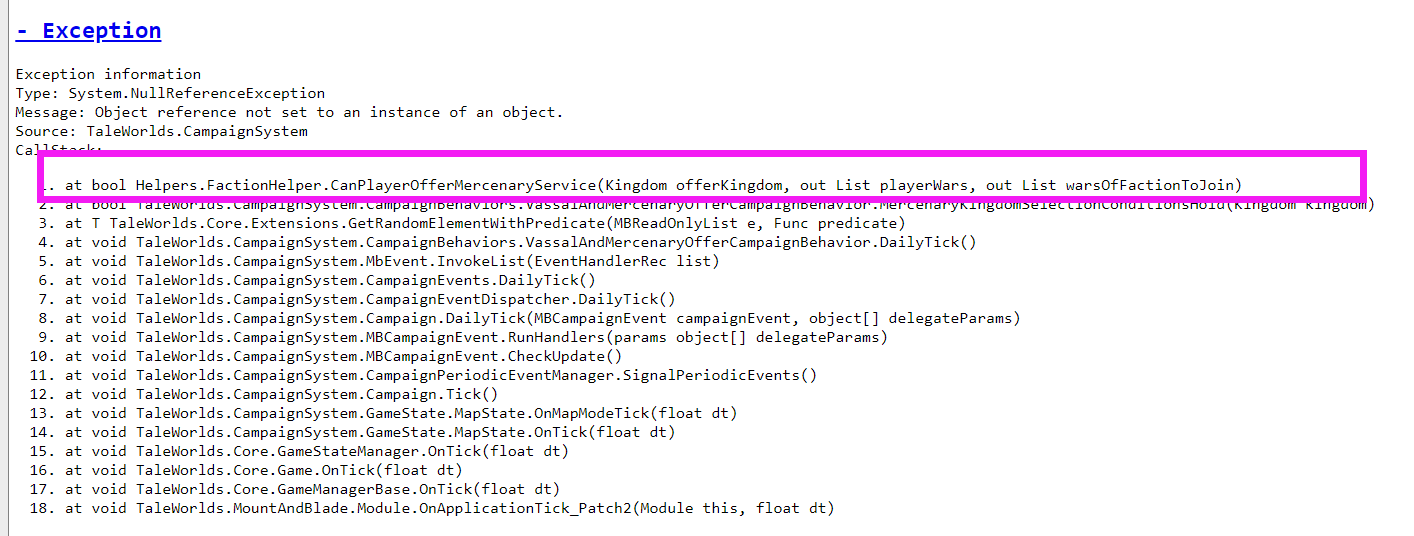 - Exception
Exception information
Type: System.NullReferenceException
Message: Object reference not set to an instance of an object.
Source: TaleWorlds.CampaignSystem
CallStack:
1. at bool Helpers.FactionHelper.CanPlayerOfferMercenaryService(Kingdom offerKingdom, out List playerWars, out List warsOfFactionToJoin)
2. at bool TaleWorlds.CampaignSystem.CampaignBehaviors.VassalAndMercenaryOfferCampaignBehavior.MercenaryKingdomSelectionConditionsHold(Kingdom kingdom)
3. at T TaleWorlds.Core.Extensions.GetRandomElementWithPredicate(MBReadOnlyList e, Func predicate)
4. at void TaleWorlds.CampaignSystem.CampaignBehaviors.VassalAndMercenaryOfferCampaignBehavior.DailyTick()
5. at void TaleWorlds.CampaignSystem.MbEvent.InvokeList(EventHandlerRec list)
6. at void TaleWorlds.CampaignSystem.CampaignEvents.DailyTick()
7. at void TaleWorlds.CampaignSystem.CampaignEventDispatcher.DailyTick()
8. at void TaleWorlds.CampaignSystem.Campaign.DailyTick(MBCampaignEvent campaignEvent, object[] delegateParams)
9. at void TaleWorlds.CampaignSystem.MBCampaignEvent.RunHandlers(params object[] delegateParams)
10. at void TaleWorlds.CampaignSystem.MBCampaignEvent.CheckUpdate()
11. at void TaleWorlds.CampaignSystem.CampaignPeriodicEventManager.SignalPeriodicEvents()
12. at void TaleWorlds.CampaignSystem.Campaign.Tick()
13. at void TaleWorlds.CampaignSystem.GameState.MapState.OnMapModeTick(float dt)
14. at void TaleWorlds.CampaignSystem.GameState.MapState.OnTick(float dt)
15. at void TaleWorlds.Core.GameStateManager.OnTick(float dt)
16. at void TaleWorlds.Core.Game.OnTick(float dt)
17. at void TaleWorlds.Core.GameManagerBase.OnTick(float dt)
18. at void TaleWorlds.MountAndBlade.Module.OnApplicationTick_Patch2(Module this, float dt)